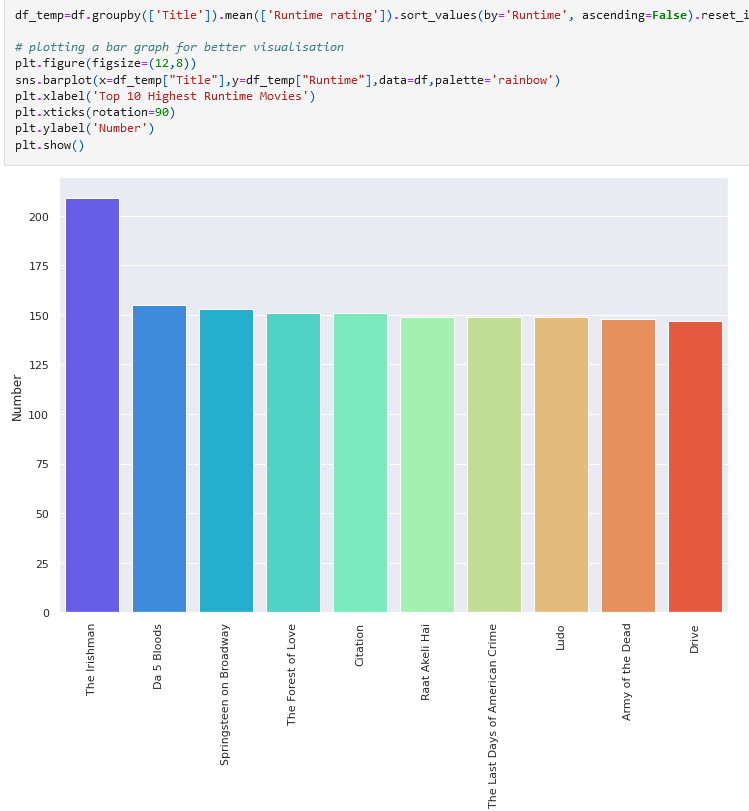 df_temp=df.groupby(['Title']).mean(['Runtime rating']).sort_values(by='Runtime', ascending=False).reset_i
# plotting a bar graph for better visualisation
plt.figure(figsize=(12,8))
sns.barplot(x=df_temp["Title"],y=df_temp["Runtime"],data=df,palette='rainbow')
plt.xlabel('Top 10 Highest Runtime Movies')
plt.xticks(rotation=90)
plt.ylabel('Number')
plt.show()
200
175
150
125
100
75
50
25
0
Number
The Irishman
Da 5 Bloods
Springsteen on Broadway
The Forest of Love
Citation
Raat Akeli Hai
The Last Days of American Crime
Ludo
Army of the Dead
Drive